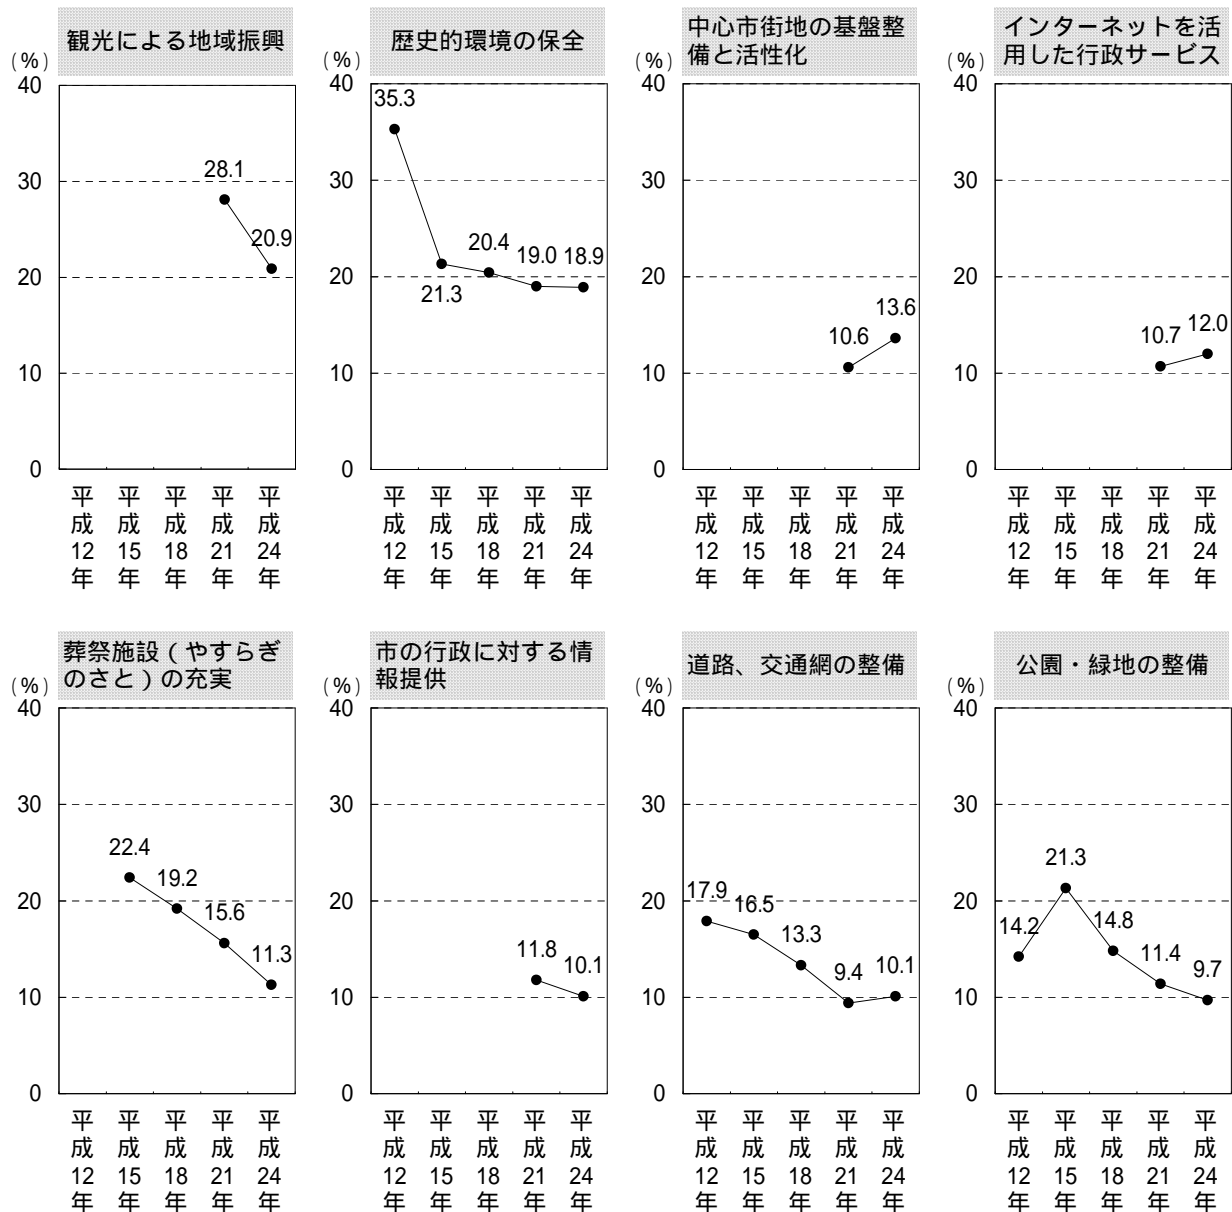 観光による地域振興
(%)
40
30
20
10
0
28.1
20.9
平成12年
平成15年
平成18年
平成21年
平成24年
歴史的環境の保全
(%)
40
30
20
10
0
35.3
21.3
20.4
19.0
18.9
平成12年
平成15年
平成18年
平成21年
平成24年
中心市街地の基盤整
備と活性化
(%)
40
30
20
10
0
10.6
13.6
平成12年
平成15年
平成18年
平成21年
平成24年
インターネットを活
用した行政サービス
(%)
40
30
20
10
0
10.7
12.0
平成12年
平成15年
平成18年
平成21年
平成24年
葬祭施設(やすらぎ
のさと)の充実
(%)
40
30
20
10
0
22.4
19.2
15.6
11.3
平成12年
平成15年
平成18年
平成21年
平成24年
市の行政に対する情
報提供
(%)
40
30
20
10
0
11.8
10.1
平成12年
平成15年
平成18年
平成21年
平成24年
道路、交通網の整備
(%)
40
30
20
10
0
17.9
16.5
13.3
9.4
10.1
平成12年
平成15年
平成18年
平成21年
平成24年
公園・緑地の整備
(%)
40
30
20
10
0
14.2
21.3
14.8
11.4
9.7
平成12年
平成15年
平成18年
平成21年
平成24年